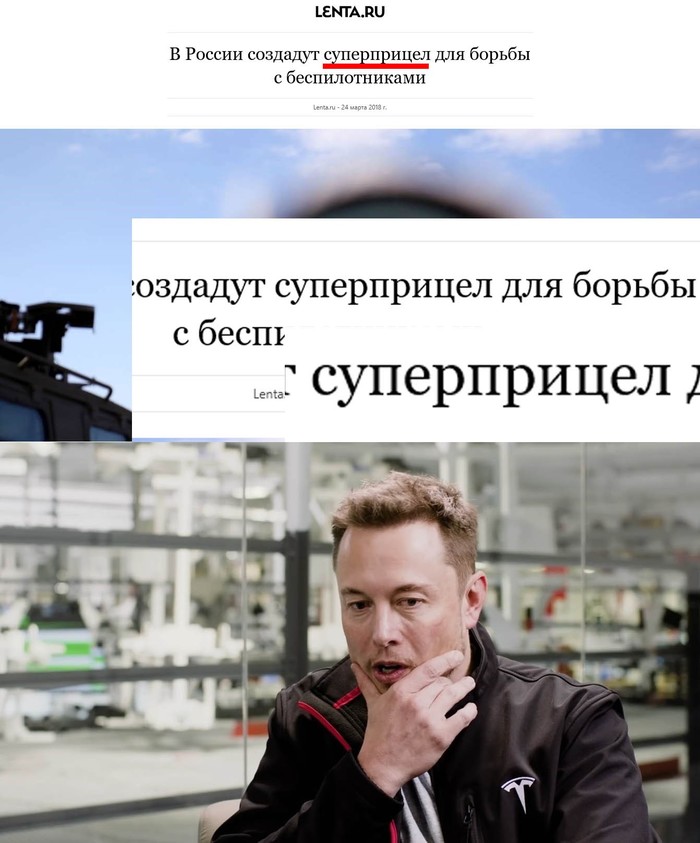 LENTA.RU
В России создадут суперприцел для борьбы
с беспилотниками
Lenta.ru - 24 марта 2018 г.
создадут суперприцел для борьбы
с беспи
Lenta
т суперприцел д